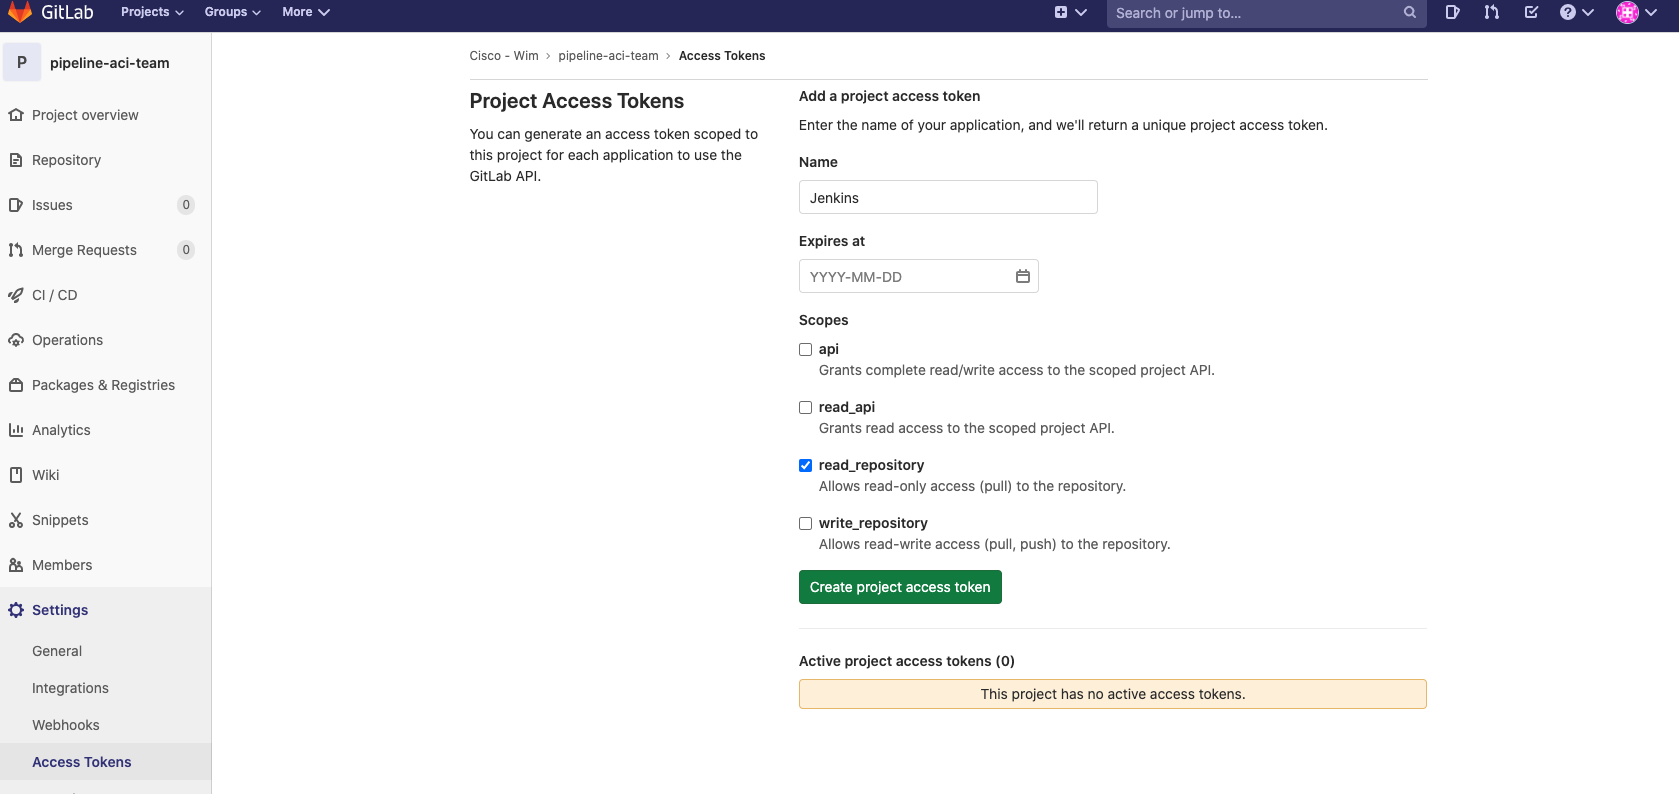 GitLab
Projects
Groups
More
Search or jump to...
P
pipeline-aci-team
Project overview
Repository
Issues
0
Merge Requests
0
CI / CD
Operations
Packages & Registries
Analytics
Wiki
Snippets
Members
Settings
General
Integrations
Webhooks
Access Tokens
Cisco - Wim › pipeline-aci-team › Access Tokens
Project Access Tokens
You can generate an access token scoped to
this project for each application to use the
GitLab API.
Add a project access token
Enter the name of your application, and we'll return a unique project access token.
Name
Jenkins
Expires at
YYYY-MM-DD
Scopes
api
Grants complete read/write access to the scoped project API.
read_api
Grants read access to the scoped project API.
read_repository
Allows read-only access (pull) to the repository.
write_repository
Allows read-write access (pull, push) to the repository.
Create project access token
Active project access tokens (0)
This project has no active access tokens.